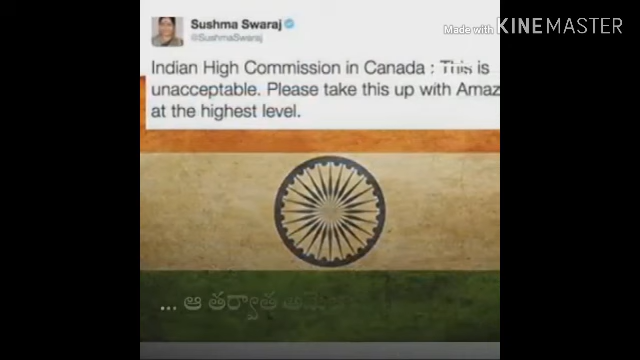 Sushma Swaraj
@SushmaSwaraj
Made with KINEMASTER
Indian High Commission in Canada : This is
unacceptable. Please take this up with Amaz
at the highest level.
... ఆ తర్వాత